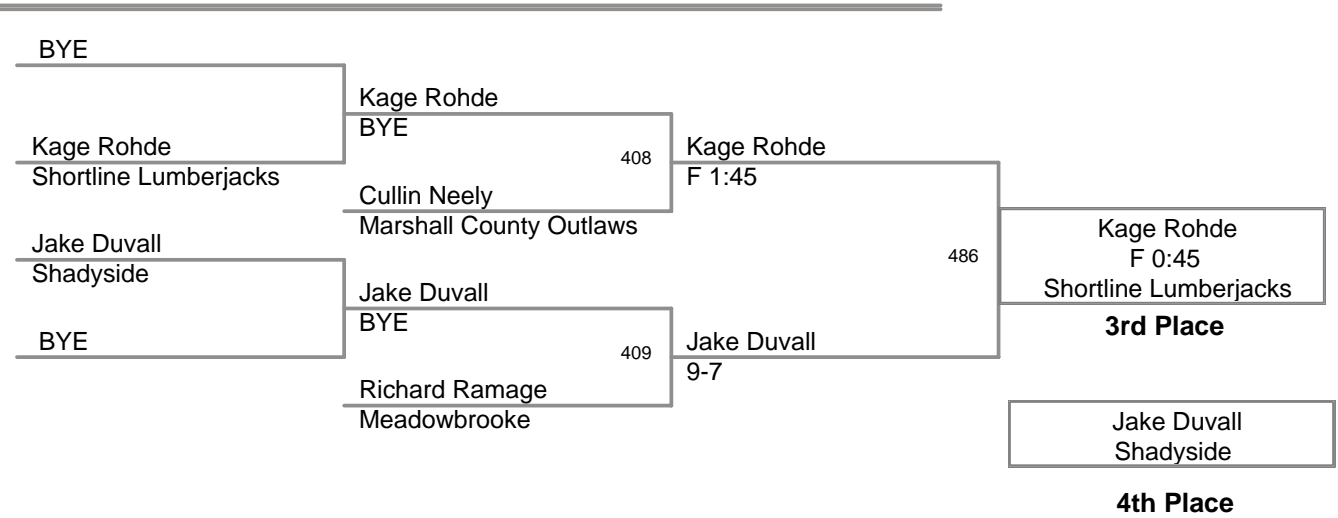 BYE
Kage Rohde
BYE
Kage Rohde
Shortline Lumberjacks
408
Kage Rohde
F 1:45
Cullin Neely
Marshall County Outlaws
Jake Duvall
Shadyside
486
Kage Rohde
F 0:45
Shortline Lumberjacks
3rd Place
Jake Duvall
BYE
BYE
409
Jake Duvall
9-7
Richard Ramage
Meadowbrooke
Jake Duvall
Shadyside
4th Place